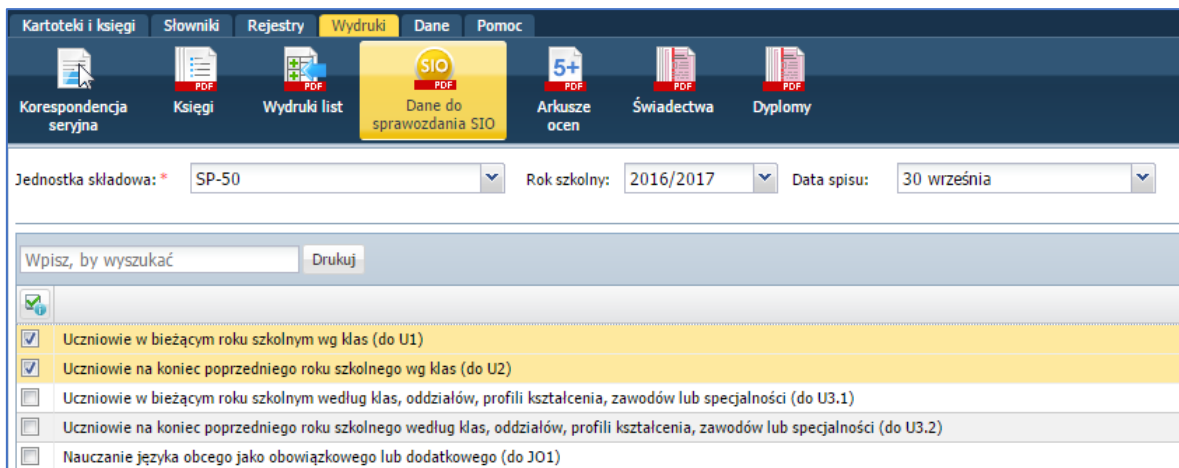 Kartoteki i księgi Słowniki Rejestry Wydruki Dane Pomoc
SIO 5+
PDF PDF PDF PDF PDF PDF
Korespondencja seryjna Księgi Wydruki list Dane do sprawozdania SIO Arkusze ocen Świadectwa Dyplomy
Jednostka składowa: * SP-50 Rok szkolny: 2016/2017 Data spisu: 30 września
Wpisz, by wyszukać Drukuj
Uczniowie w bieżącym roku szkolnym wg klas (do U1)
Uczniowie na koniec poprzedniego roku szkolnego wg klas (do U2)
Uczniowie w bieżącym roku szkolnym według klas, oddziałów, profili kształcenia, zawodów lub specjalności (do U3.1)
Uczniowie na koniec poprzedniego roku szkolnego według klas, oddziałów, profili kształcenia, zawodów lub specjalności (do U3.2)
Nauczanie języka obcego jako obowiązkowego lub dodatkowego (do JO1)